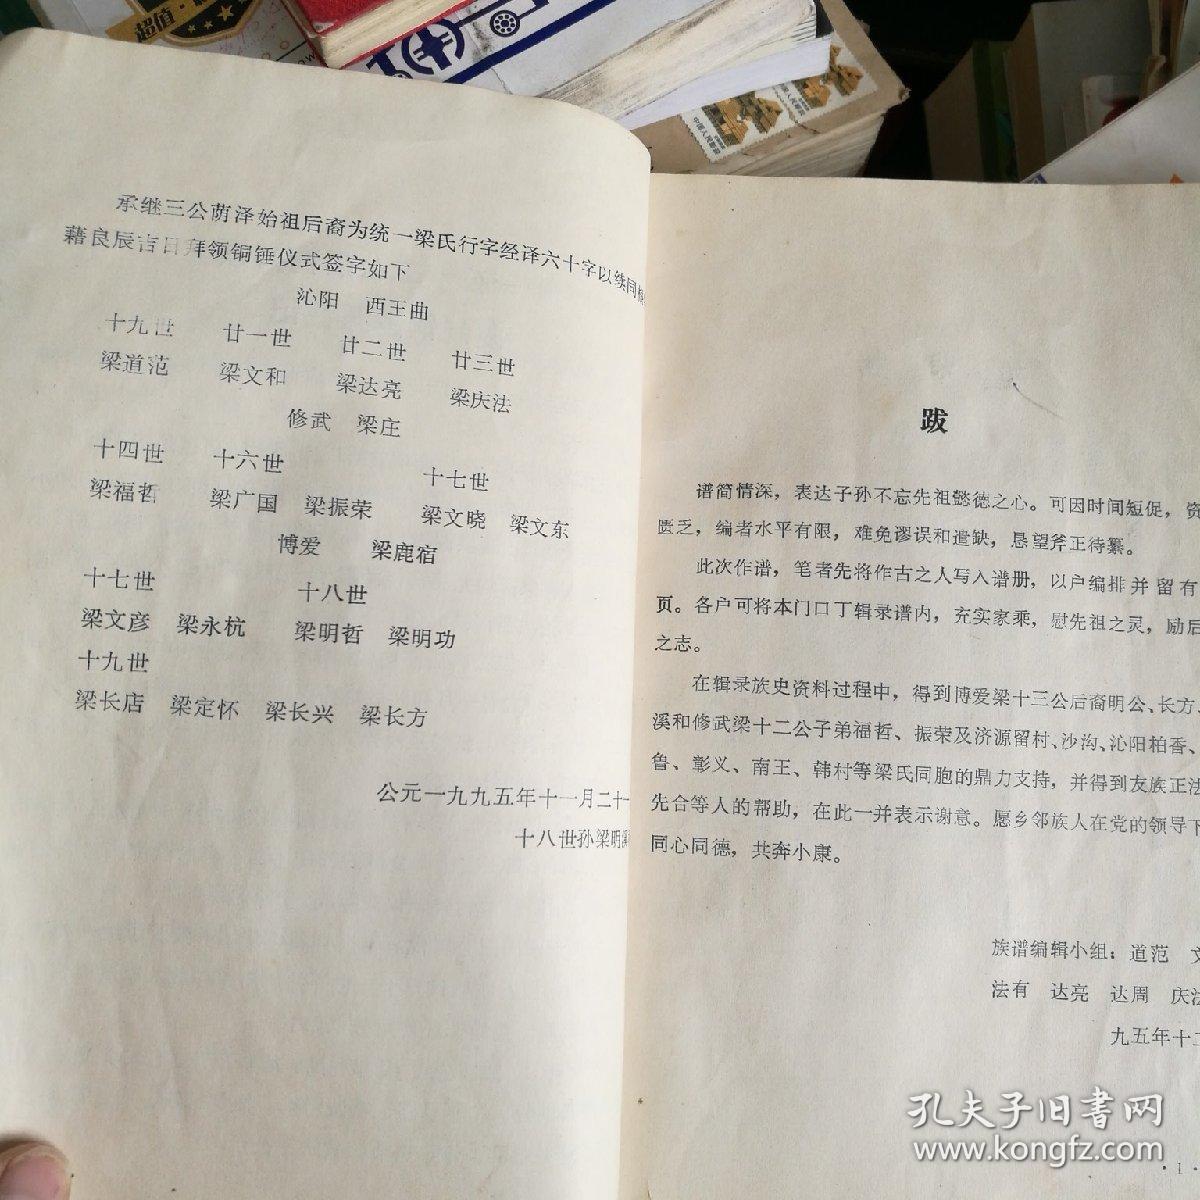 超值
中国人民邮政
承继三公荫泽始祖后裔为统一梁氏行字经译六十字以续同
藉良辰吉日拜领铜锤仪式签字如下
沁阳 西王曲
十九世 廿一世 廿二世 廿三世
梁道范 梁文和 梁达亮 梁庆法
修武 梁庄
十四世 十六世 十七世
梁福哲 梁广国 梁振荣 梁文晓 梁文东
博爱 梁鹿宿
十七世 十八世
梁文彦 梁永杭 梁明哲 梁明功
十九世
梁长店 梁定怀 梁长兴 梁长方
公元一九九五年十一月二十
十八世孙梁明
跋
谱简情深，表达子孙不忘先祖懿德之心。可因时间短促，资
匮乏，编者水平有限，难免谬误和遗缺，恳望斧正待纂。
此次作谱，笔者先将作古之人写入谱册，以户编排并留有
页。各户可将本门口丁辑录谱内，充实家乘，慰先祖之灵，励后
之志。
在辑录族史资料过程中，得到博爱梁十三公后裔明公、长方、
溪和修武梁十二公子弟福哲、振荣及济源留村、沙沟、沁阳柏香、
鲁、彰义、南王、韩村等梁氏同胞的鼎力支持，并得到友族正法
先合等人的帮助，在此一并表示谢意。愿乡邻族人在党的领导下
同心同德，共奔小康。
族谱编辑小组：道范 文
法有 达亮 达周 庆法
九五年十二
·1·
孔夫子旧书网
www.kongfz.com